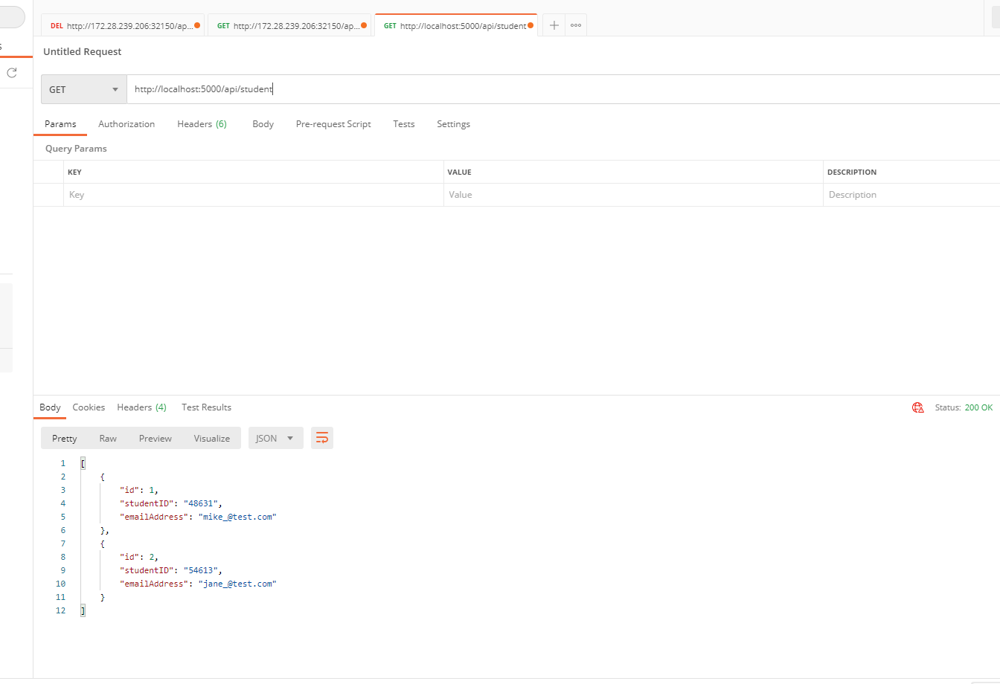 DEL http://172.28.239.206:32150/ap... GET http://172.28.239.206:32150/ap... GET http://localhost:5000/api/student
Untitled Request
GET http://localhost:5000/api/student
Params Authorization Headers (6) Body Pre-request Script Tests Settings
Query Params
KEY VALUE DESCRIPTION
Key Value Description
Body Cookies Headers (4) Test Results Status: 200 OK
Pretty Raw Preview Visualize JSON
1 [
2 {
3 "id": 1,
4 "studentID": "48631",
5 "emailAddress": "mike_@test.com"
6 },
7 {
8 "id": 2,
9 "studentID": "54613",
10 "emailAddress": "jane_@test.com"
11 }
12 ]